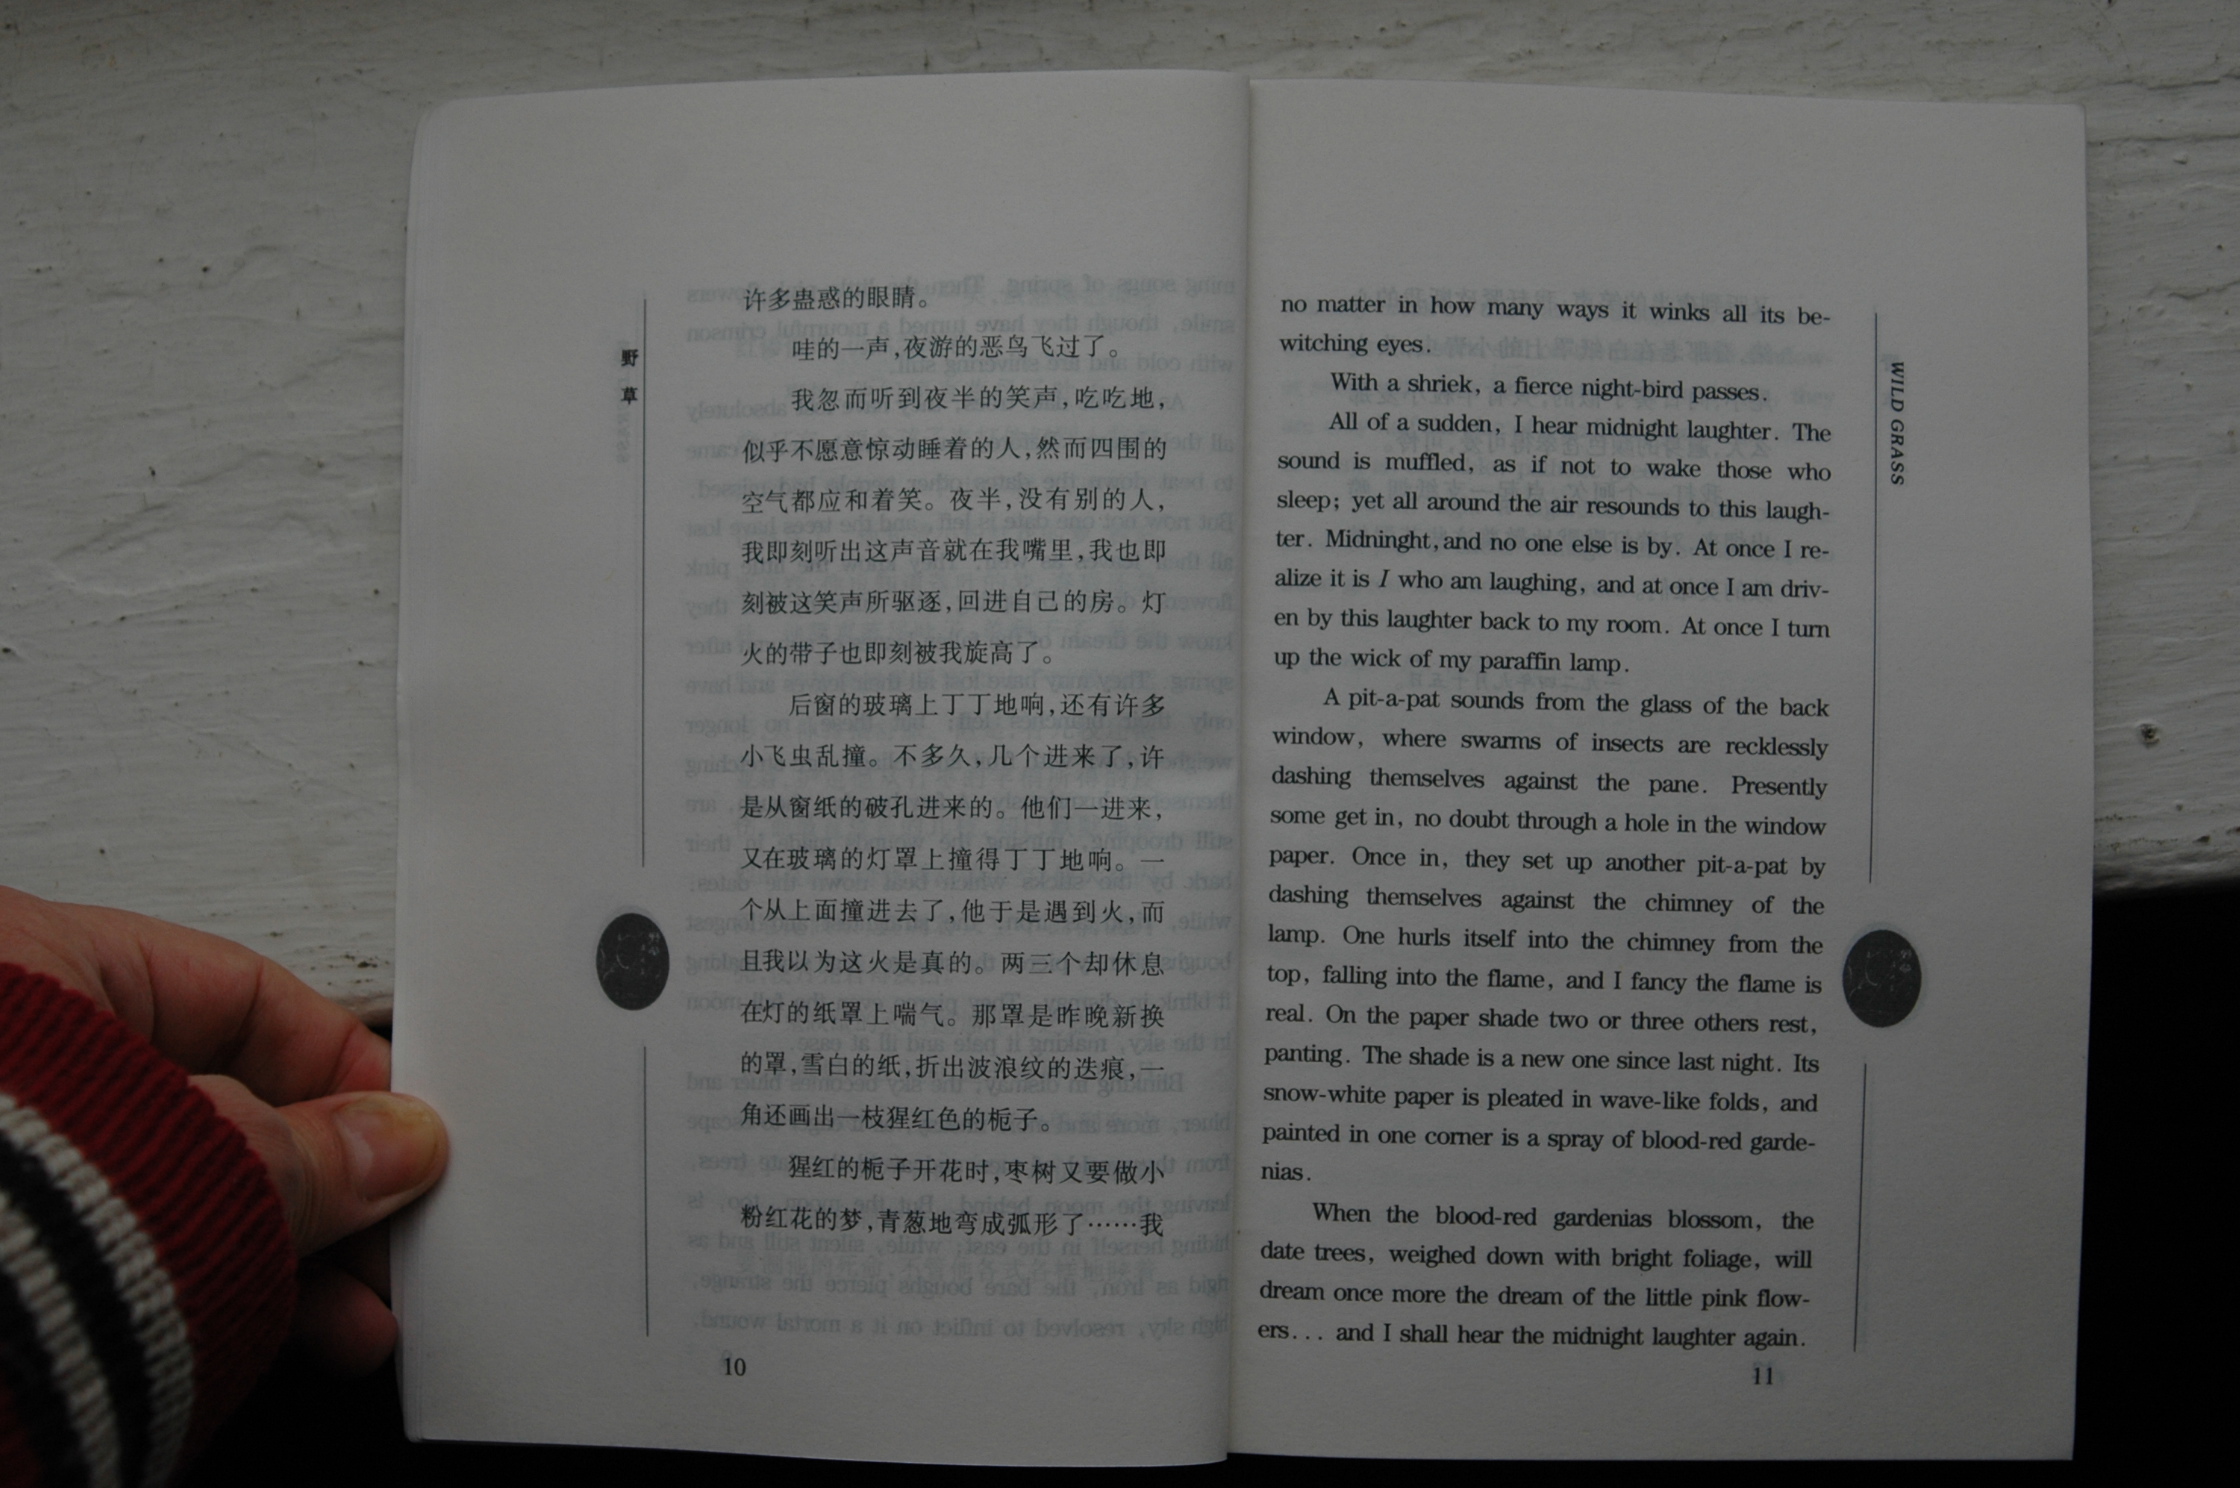 许多蛊惑的眼睛。
哇的一声,夜游的恶鸟飞过了。
我忽而听到夜半的笑声,吃吃地,
似乎不愿意惊动睡着的人,然而四围的
空气都应和着笑。夜半,没有别的人,
我即刻听出这声音就在我嘴里,我也即
刻被这笑声所驱逐,回进自己的房。灯
火的带子也即刻被我旋高了。
后窗的玻璃上丁丁地响,还有许多
小飞虫乱撞。不多久,几个进来了,许
是从窗纸的破孔进来的。他们一进来,
又在玻璃的灯罩上撞得丁丁地响。一
个从上面撞进去了,他于是遇到火,而
且我以为这火是真的。两三个却休息
在灯的纸罩上喘气。那罩是昨晚新换
的罩,雪白的纸,折出波浪纹的迭痕,一
角还画出一枝猩红色的栀子。
猩红的栀子开花时,枣树又要做小
粉红花的梦,青葱地弯成弧形了……我
野草
10
no matter in how many ways it winks all its be-
witching eyes.
With a shriek, a fierce night-bird passes.
All of a sudden, I hear midnight laughter. The
sound is muffled, as if not to wake those who
sleep; yet all around the air resounds to this laugh-
ter. Midninght, and no one else is by. At once I re-
alize it is I who am laughing, and at once I am driv-
en by this laughter back to my room. At once I turn
up the wick of my paraffin lamp.
A pit-a-pat sounds from the glass of the back
window, where swarms of insects are recklessly
dashing themselves against the pane. Presently
some get in, no doubt through a hole in the window
paper. Once in, they set up another pit-a-pat by
dashing themselves against the chimney of the
lamp. One hurls itself into the chimney from the
top, falling into the flame, and I fancy the flame is
real. On the paper shade two or three others rest,
panting. The shade is a new one since last night. Its
snow-white paper is pleated in wave-like folds, and
painted in one corner is a spray of blood-red garde-
nias.
When the blood-red gardenias blossom, the
date trees, weighed down with bright foliage, will
dream once more the dream of the little pink flow-
ers... and I shall hear the midnight laughter again.
WILD GRASS
11